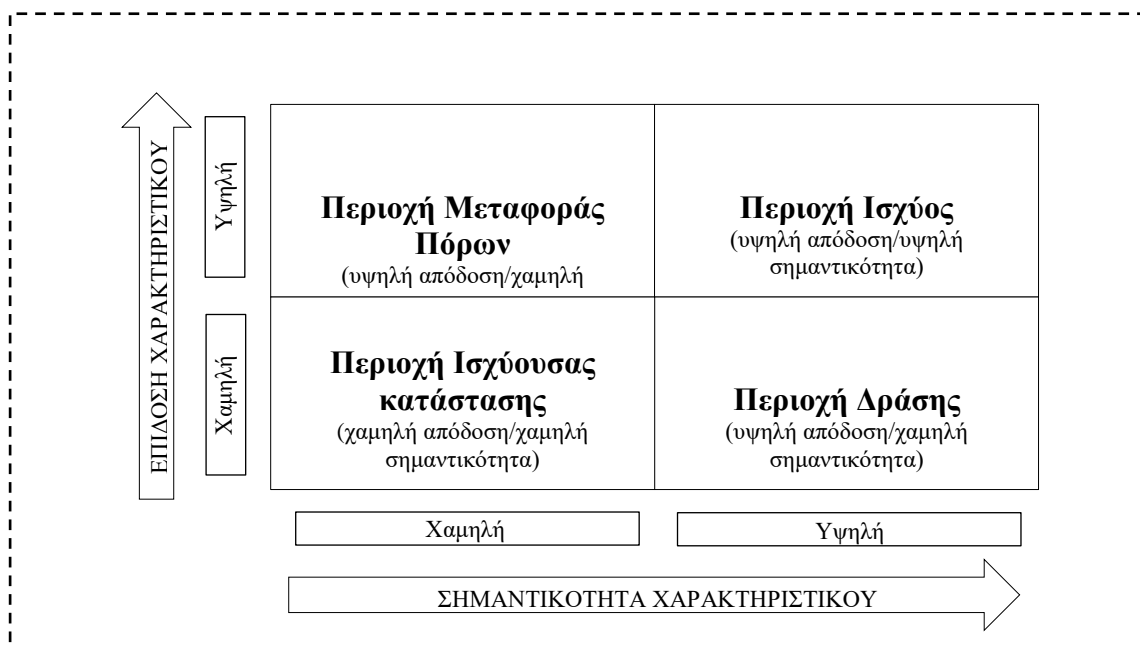 ΕΠΙΔΟΣΗ ΧΑΡΑΚΤΗΡΙΣΤΙΚΟΥ
Υψηλή
Χαμηλή
Περιοχή Μεταφοράς
Πόρων
(υψηλή απόδοση/χαμηλή
Περιοχή Ισχύος
(υψηλή απόδοση/υψηλή
σημαντικότητα)
Περιοχή Ισχύουσας
κατάστασης
(χαμηλή απόδοση/χαμηλή
σημαντικότητα)
Περιοχή Δράσης
(υψηλή απόδοση/χαμηλή
σημαντικότητα)
Χαμηλή
Υψηλή
ΣΗΜΑΝΤΙΚΟΤΗΤΑ ΧΑΡΑΚΤΗΡΙΣΤΙΚΟΥ